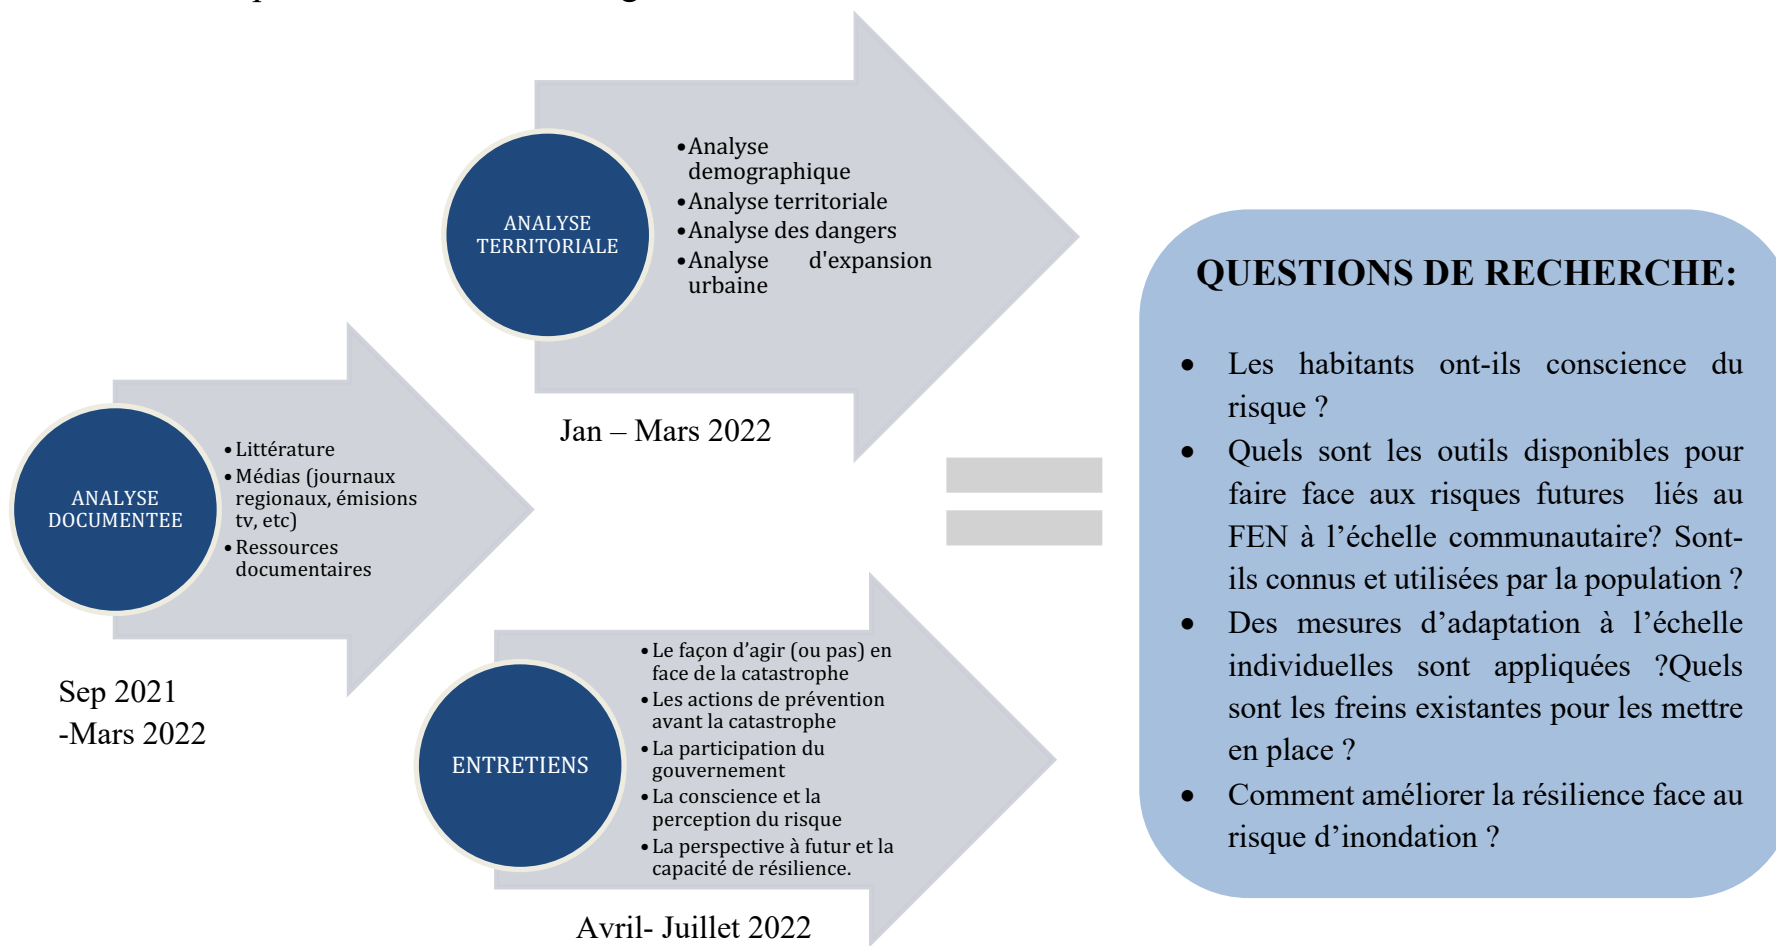 ANALYSE
TERRITORIALE
•Analyse
demographique
•Analyse territoriale
•Analyse des dangers
•Analyse d'expansion
urbaine
Jan – Mars 2022
ANALYSE
DOCUMENTEE
•Littérature
•Médias (journaux
regionaux, émisions
tv, etc)
•Ressources
documentaires
Sep 2021
-Mars 2022
ENTRETIENS
•Le façon d’agir (ou pas) en
face de la catastrophe
•Les actions de prévention
avant la catastrophe
•La participation du
gouvernement
•La conscience et la
perception du risque
•La perspective à futur et la
capacité de résilience.
Avril- Juillet 2022
QUESTIONS DE RECHERCHE:
• Les habitants ont-ils conscience du
risque ?
• Quels sont les outils disponibles pour
faire face aux risques futures liés au
FEN à l’échelle communautaire? Sont-
ils connus et utilisées par la population ?
• Des mesures d’adaptation à l’échelle
individuelles sont appliquées ?Quels
sont les freins existantes pour les mettre
en place ?
• Comment améliorer la résilience face au
risque d’inondation ?